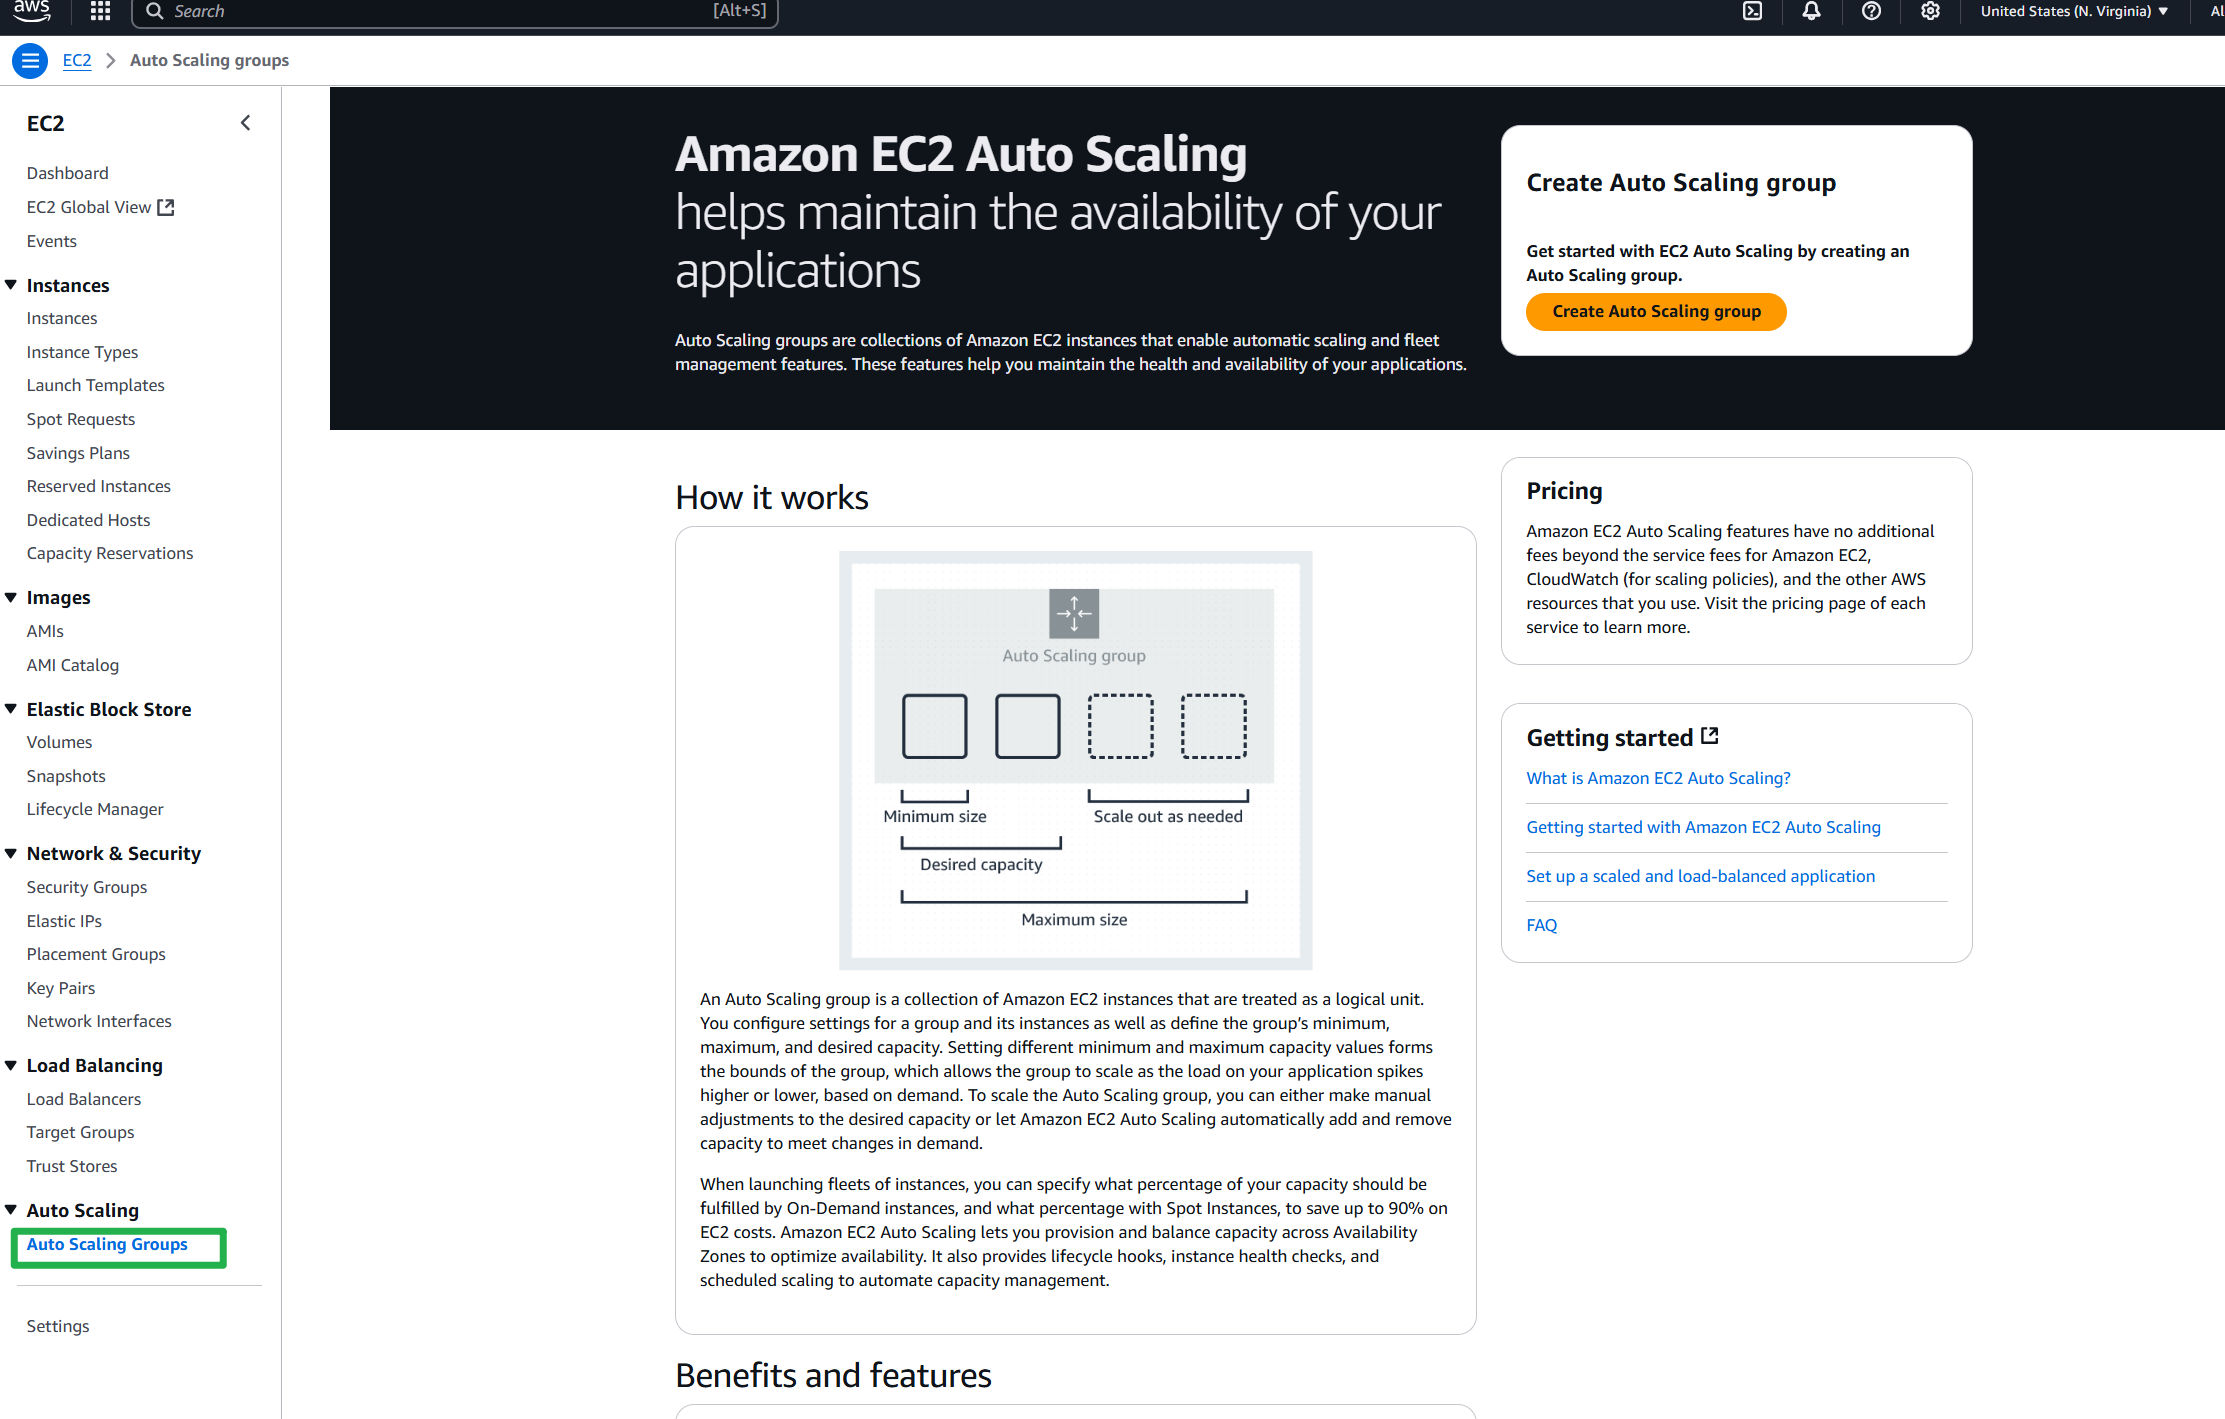 aws
Search
[Alt+S]
United States (N. Virginia)
EC2
Auto Scaling groups
EC2
Dashboard
EC2 Global View
Events
Instances
Instances
Instance Types
Launch Templates
Spot Requests
Savings Plans
Reserved Instances
Dedicated Hosts
Capacity Reservations
Images
AMIs
AMI Catalog
Elastic Block Store
Volumes
Snapshots
Lifecycle Manager
Network & Security
Security Groups
Elastic IPs
Placement Groups
Key Pairs
Network Interfaces
Load Balancing
Load Balancers
Target Groups
Trust Stores
Auto Scaling
Auto Scaling Groups
Settings
Amazon EC2 Auto Scaling
helps maintain the availability of your
applications
Auto Scaling groups are collections of Amazon EC2 instances that enable automatic scaling and fleet
management features. These features help you maintain the health and availability of your applications.
Create Auto Scaling group
Get started with EC2 Auto Scaling by creating an
Auto Scaling group.
Create Auto Scaling group
How it works
Auto Scaling group
Minimum size
Scale out as needed
Desired capacity
Maximum size
An Auto Scaling group is a collection of Amazon EC2 instances that are treated as a logical unit.
You configure settings for a group and its instances as well as define the group's minimum,
maximum, and desired capacity. Setting different minimum and maximum capacity values forms
the bounds of the group, which allows the group to scale as the load on your application spikes
higher or lower, based on demand. To scale the Auto Scaling group, you can either make manual
adjustments to the desired capacity or let Amazon EC2 Auto Scaling automatically add and remove
capacity to meet changes in demand.
When launching fleets of instances, you can specify what percentage of your capacity should be
fulfilled by On-Demand instances, and what percentage with Spot Instances, to save up to 90% on
EC2 costs. Amazon EC2 Auto Scaling lets you provision and balance capacity across Availability
Zones to optimize availability. It also provides lifecycle hooks, instance health checks, and
scheduled scaling to automate capacity management.
Benefits and features
Pricing
Amazon EC2 Auto Scaling features have no additional
fees beyond the service fees for Amazon EC2,
CloudWatch (for scaling policies), and the other AWS
resources that you use. Visit the pricing page of each
service to learn more.
Getting started
What is Amazon EC2 Auto Scaling?
Getting started with Amazon EC2 Auto Scaling
Set up a scaled and load-balanced application
FAQ